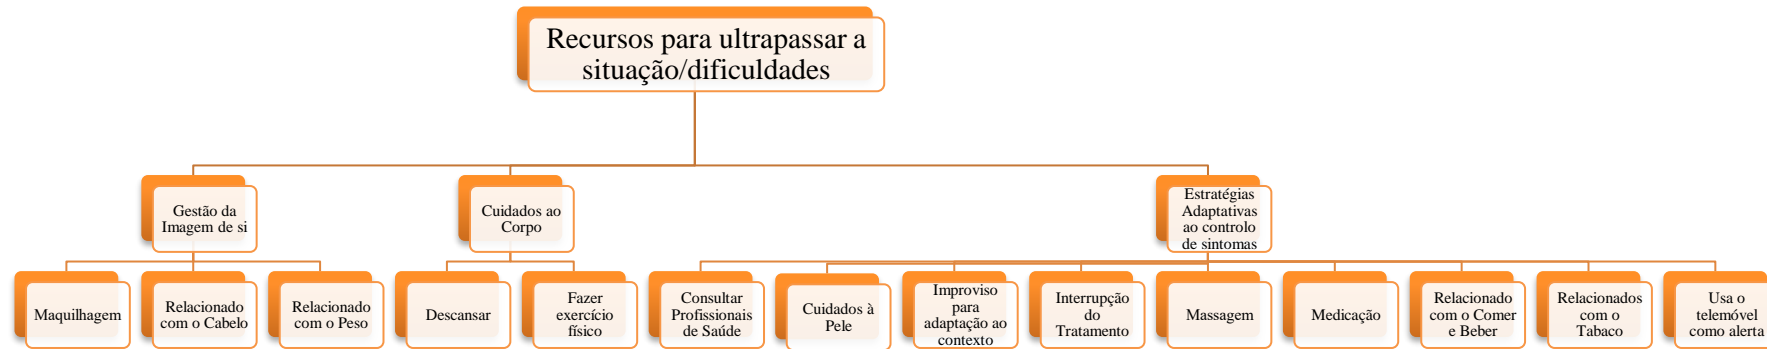 Recursos para ultrapassar a
situação/dificuldades
Gestão da
Imagem de si
Cuidados ao
Corpo
Estratégias
Adaptativas
ao controlo
de sintomas
Maquilhagem
Relacionado
com o Cabelo
Relacionado
com o Peso
Descansar
Fazer
exercício
físico
Consultar
Profissionais
de Saúde
Cuidados à
Pele
Improviso
para
adaptação ao
contexto
Interrupção
do
Tratamento
Massagem
Medicação
Relacionado
com o Comer
e Beber
Relacionados
com o
Tabaco
Usa o
telemóvel
como alerta